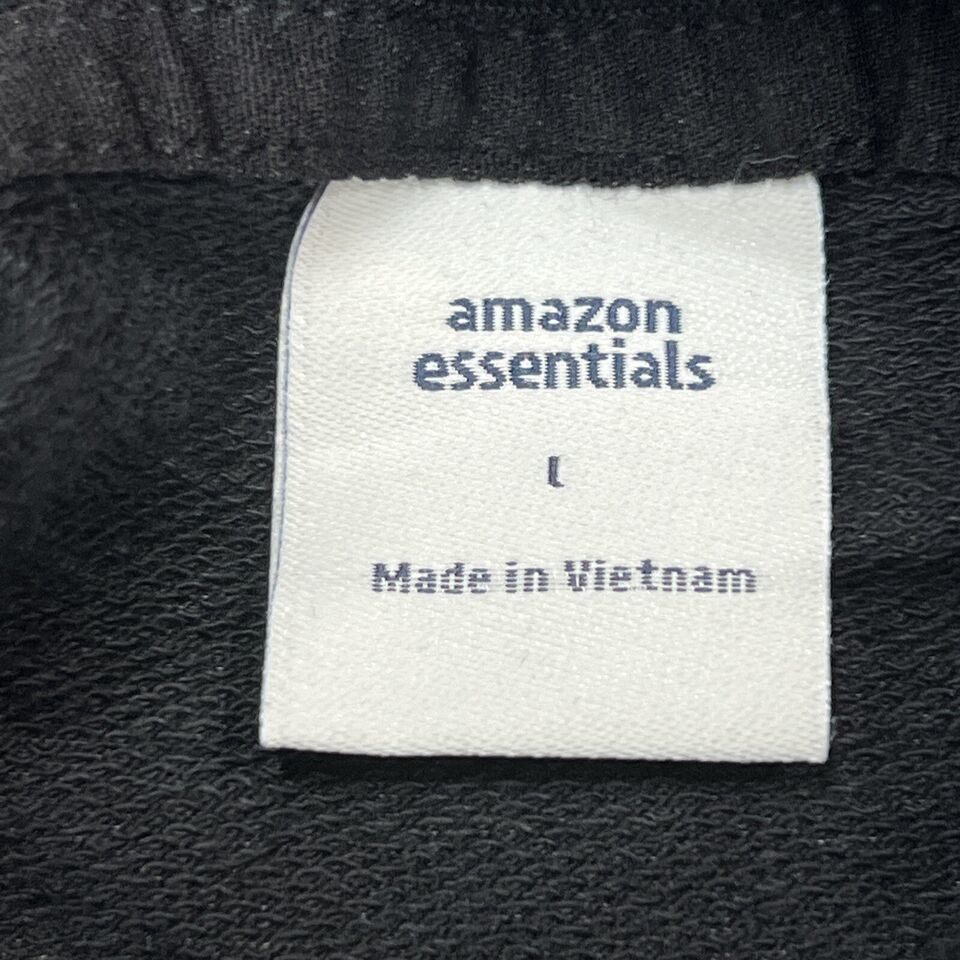 amazon
essentials
L
Made in Vietnam